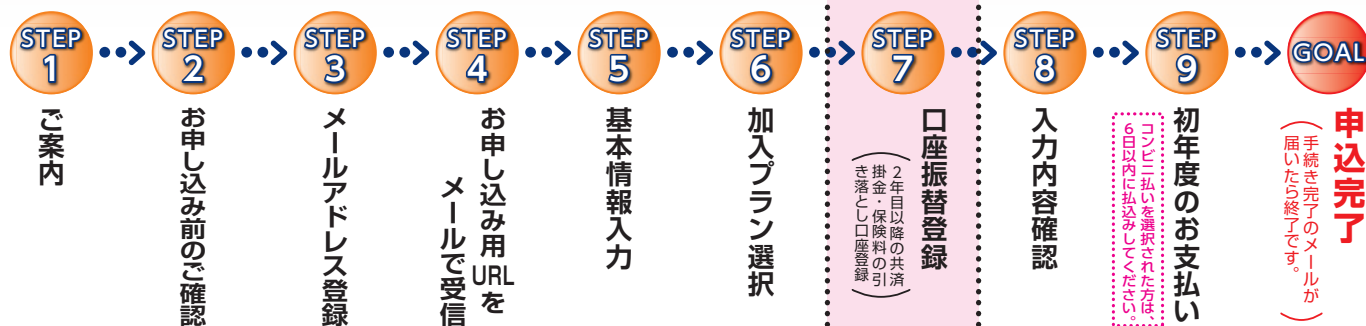 STEP
1
ご案内
STEP
2
お申し込み前のご確認
STEP
3
メールアドレス登録
STEP
4
お申し込み用URLを
メールで受信
STEP
5
基本情報入力
STEP
6
加入プラン選択
STEP
7
口座振替登録
(2年目以降の共済
掛金・保険料の引
き落とし口座登録)
STEP
8
入力内容確認
STEP
9
初年度のお支払い
コンビニ払いを選択された方は、
6日以内に払込みしてください。
GOAL
申込完了
(手続き完了のメールが
届いたら終了です。)